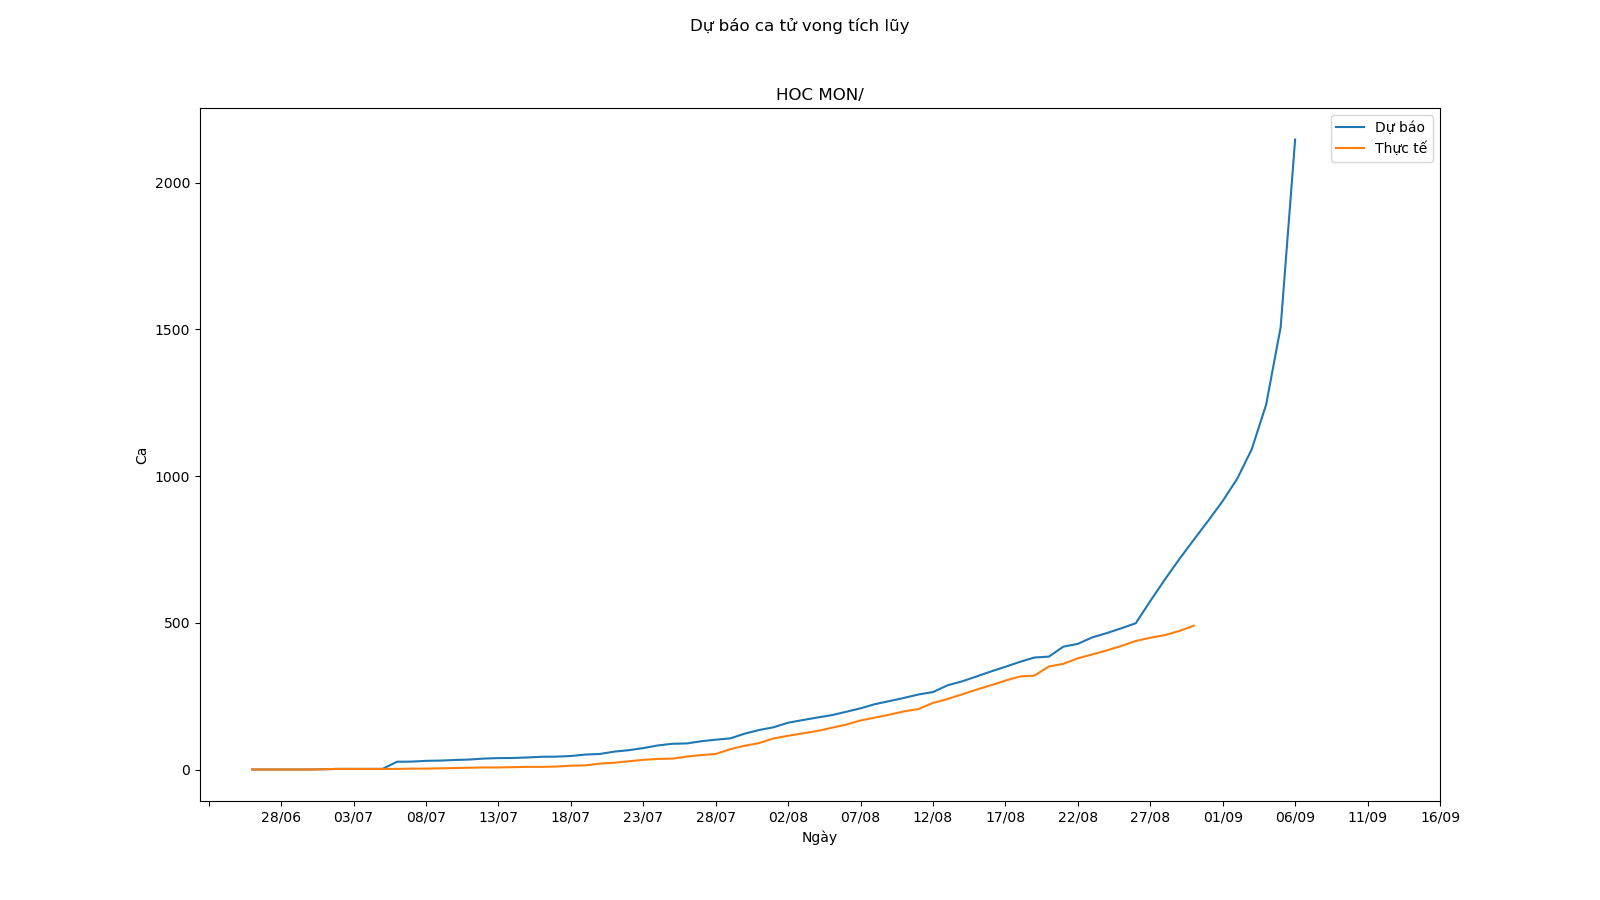 Dự báo ca tử vong tích lũy
HOC MON/
Dự báo
Thực tế
2000
1500
1000
500
0
Ca
28/06 03/07 08/07 13/07 18/07 23/07 28/07 02/08 07/08 12/08 17/08 22/08 27/08 01/09 06/09 11/09 16/09
Ngày